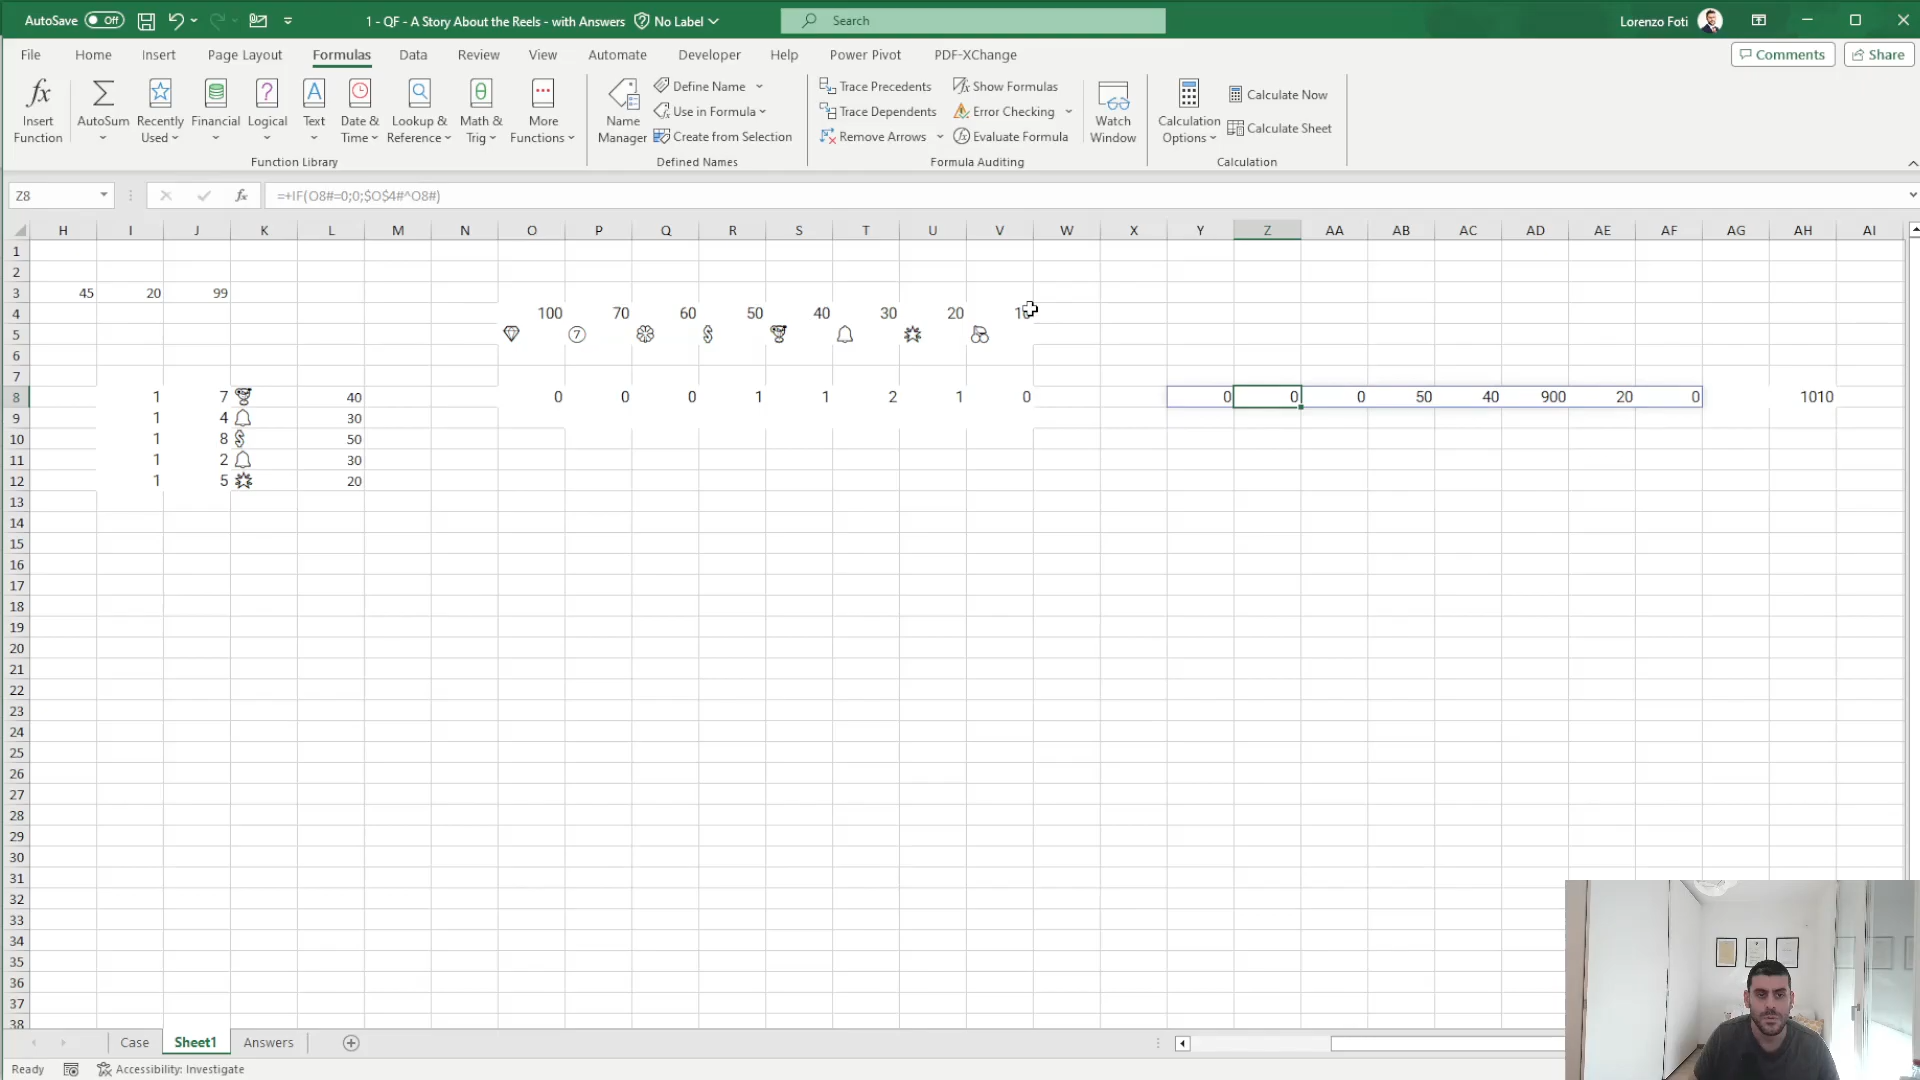 AutoSave Off 1 - QF - A Story About the Reels - with Answers No Label Search Lorenzo Foti
File Home Insert Page Layout Formulas Data Review View Automate Developer Help Power Pivot PDF-XChange Comments Share
fx Insert Function
AutoSum
Recently Used
Financial
Logical
Text
Date & Time
Lookup & Reference
Math & Trig
More Functions
Function Library
Name Manager
Define Name
Use in Formula
Create from Selection
Defined Names
Trace Precedents
Trace Dependents
Remove Arrows
Show Formulas
Error Checking
Evaluate Formula
Formula Auditing
Watch Window
Calculation Options
Calculate Now
Calculate Sheet
Calculation
Z8 fx =+IF(O8#=0;0;$O$4#^O8#)
H I J K L M N O P Q R S T U V W X Y Z AA AB AC AD AE AF AG AH AI
1
2
3 45 20 99
4 100 70 60 50 40 30 20
5 7
6
7
8 1 7 40 0 0 0 1 1 2 1 0 0 0 0 50 40 900 20 0 1010
9 1 4 30
10 1 8 50
11 1 2 30
12 1 5 20
13
14
15
16
17
18
19
20
21
22
23
24
25
26
27
28
29
30
31
32
33
34
35
36
37
38
Case Sheet1 Answers
Ready Accessibility: Investigate